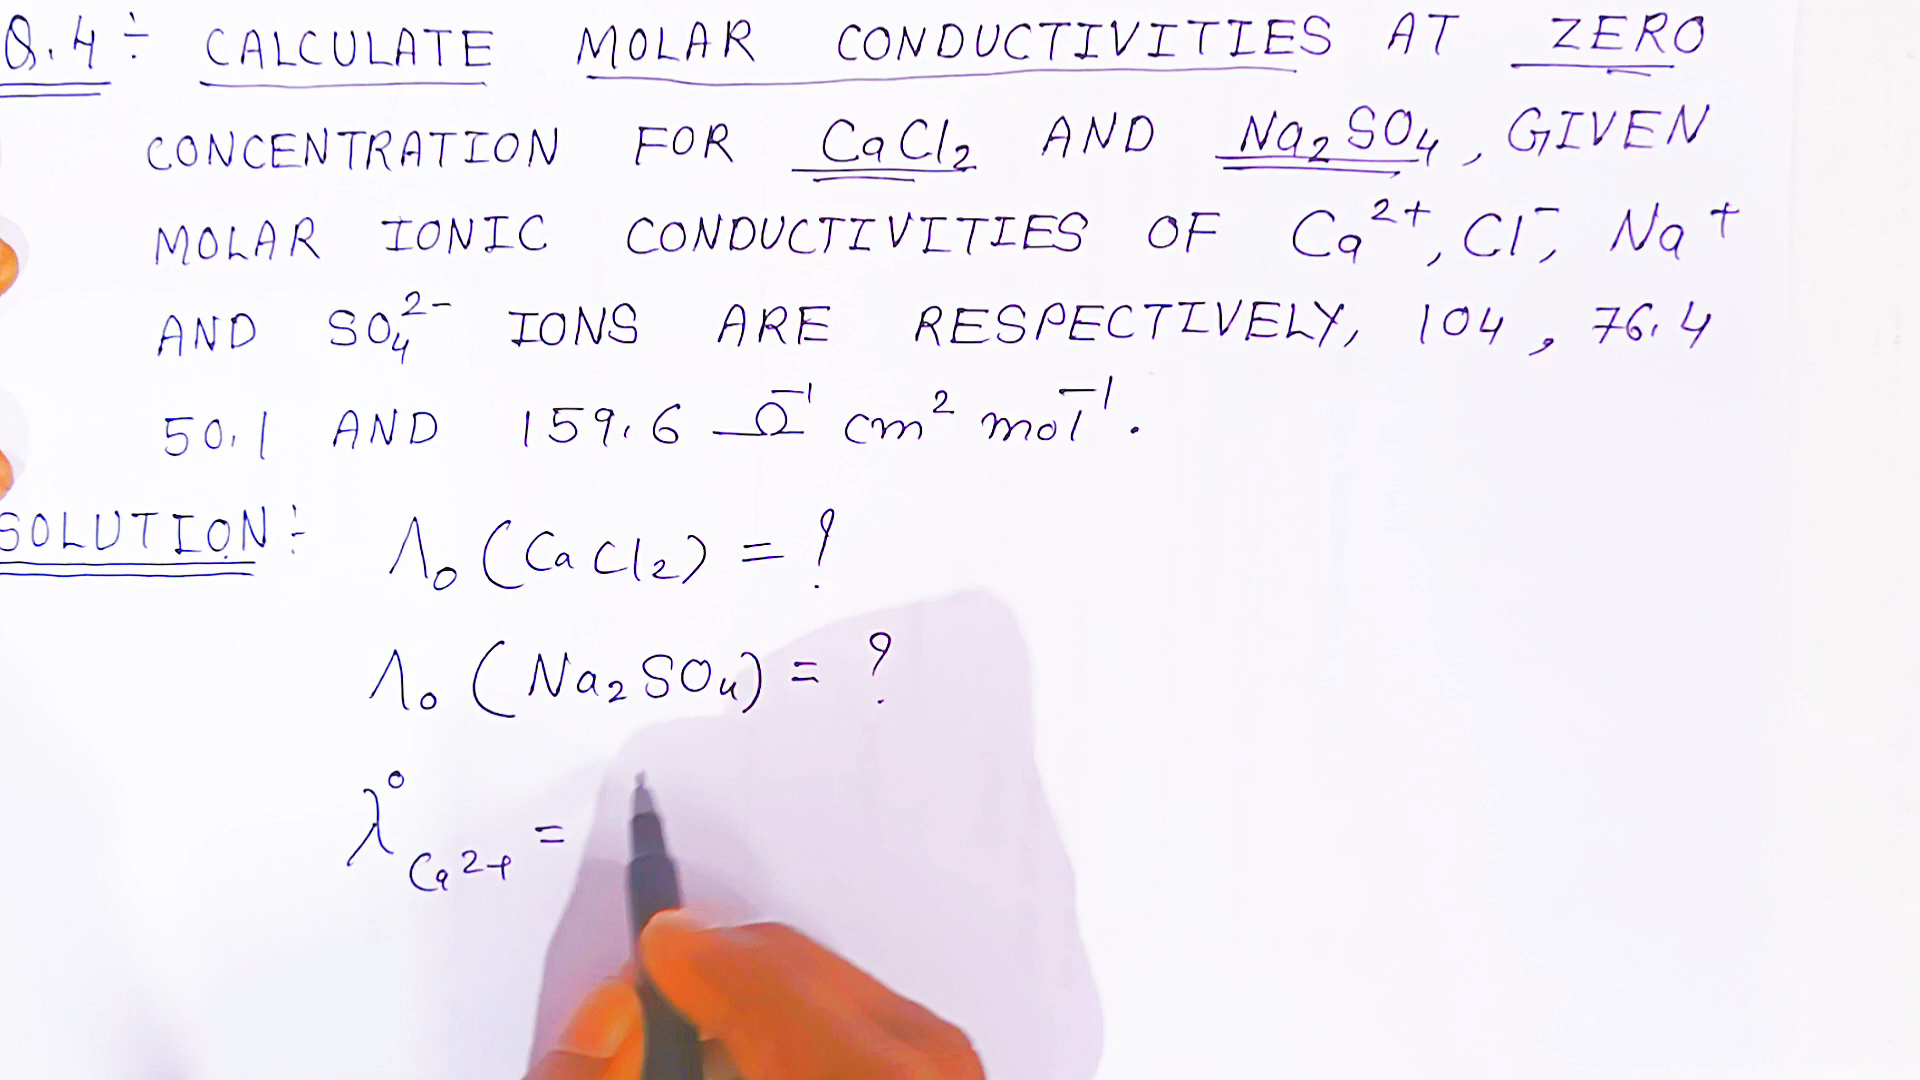 Q.4 ÷ CALCULATE MOLAR CONDUCTIVITIES AT ZERO
CONCENTRATION FOR CaCl₂ AND Na₂SO₄, GIVEN
MOLAR IONIC CONDUCTIVITIES OF Ca²⁺, Cl⁻, Na⁺
AND SO₄²⁻ IONS ARE RESPECTIVELY, 104, 76.4
50.1 AND 159.6 Ω⁻¹ cm² mol⁻¹.
SOLUTION÷ Λ₀ (CaCl₂) = ?
Λ₀ (Na₂SO₄) = ?
λ°Ca²⁺ =